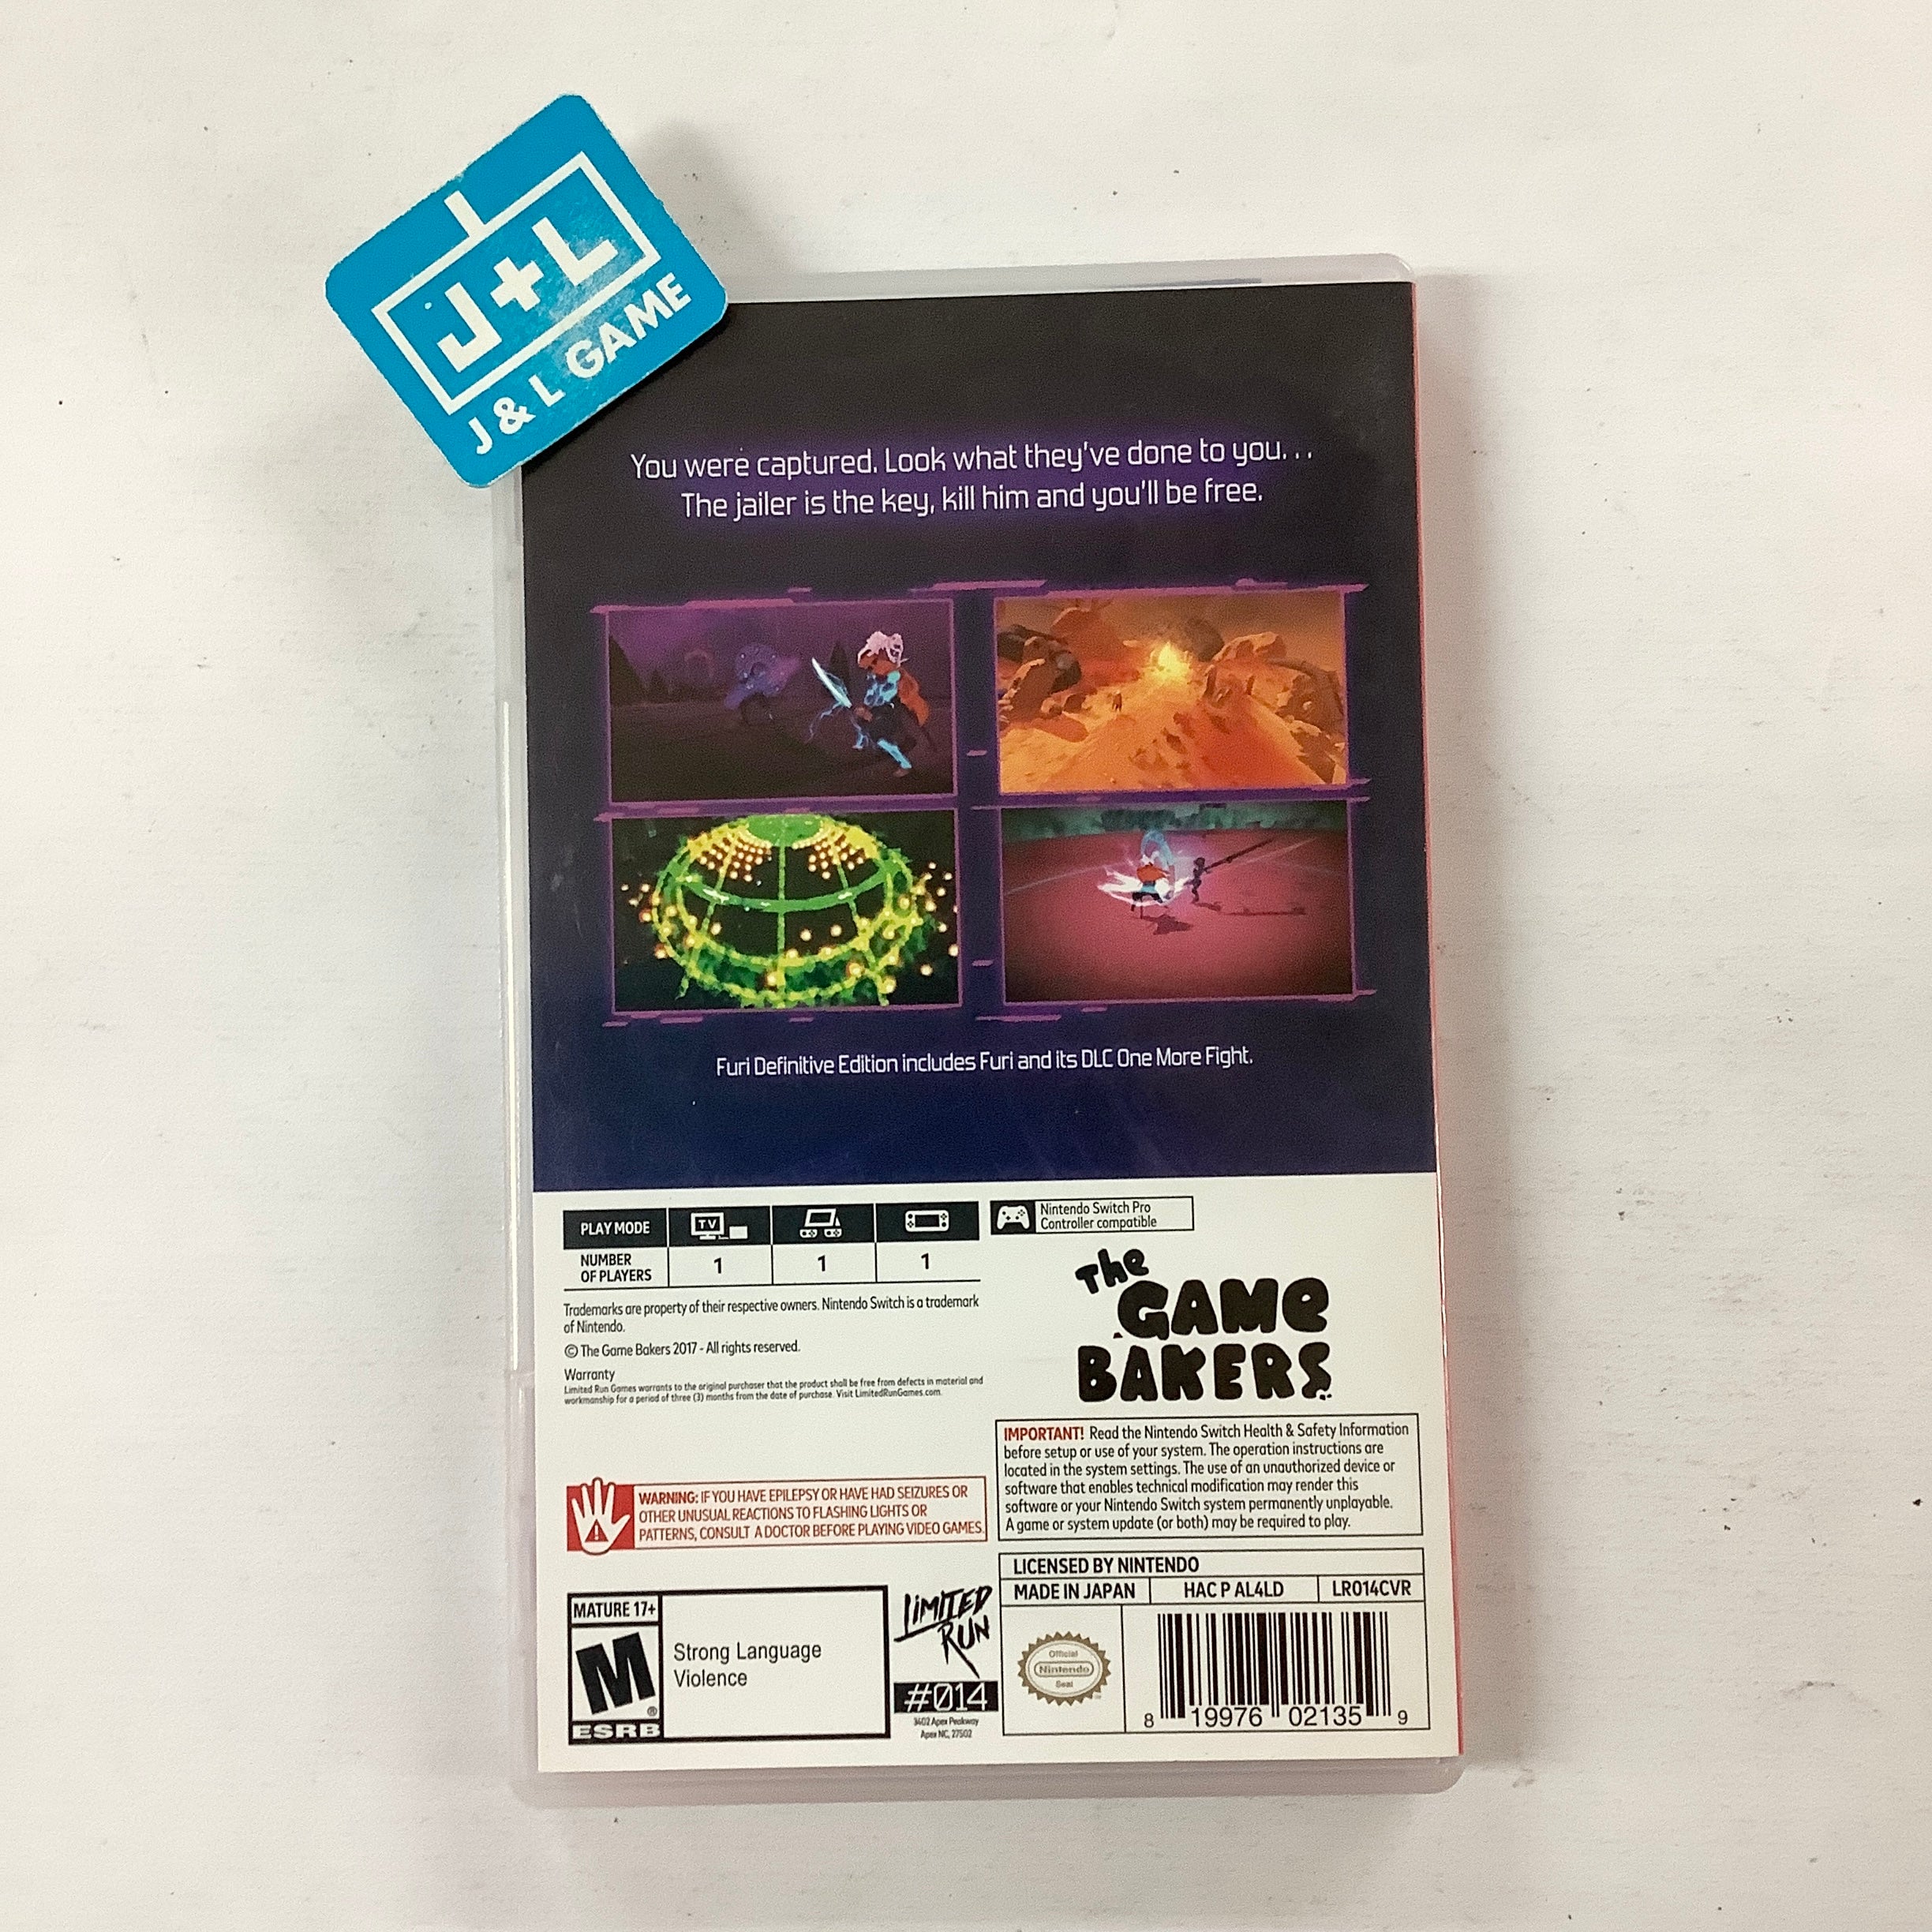 J+L
J & L GAME
You were captured. Look what they've done to you...
The jailer is the key, kill him and you'll be free.
Furi Definitive Edition includes Furi and its DLC One More Fight.
PLAY MODE
TV
NUMBER
OF PLAYERS
1
1
1
Nintendo Switch Pro
Controller compatible
Trademarks are property of their respective owners. Nintendo Switch is a trademark
of Nintendo.
© The Game Bakers 2017 - All rights reserved.
Warranty
Limited Run Games warrants to the original purchaser that the product shall be free from defects in material and
workmanship for a period of three (3) months from the date of purchase. Visit LimitedRunGames.com.
The
GAME
BAKERS
WARNING: IF YOU HAVE EPILEPSY OR HAVE HAD SEIZURES OR
OTHER UNUSUAL REACTIONS TO FLASHING LIGHTS OR
PATTERNS, CONSULT A DOCTOR BEFORE PLAYING VIDEO GAMES.
IMPORTANT! Read the Nintendo Switch Health & Safety Information
before setup or use of your system. The operation instructions are
located in the system settings. The use of an unauthorized device or
software that enables technical modification may render this
software or your Nintendo Switch system permanently unplayable.
A game or system update (or both) may be required to play.
MATURE 17+
M
®
ESRB
Strong Language
Violence
LIMITED
RUN
#014
3402 Apex Peakway
Apex NC, 27502
LICENSED BY NINTENDO
MADE IN JAPAN
HAC P AL4LD
LR014CVR
Official
Nintendo
Seal
8 19976 02135 9